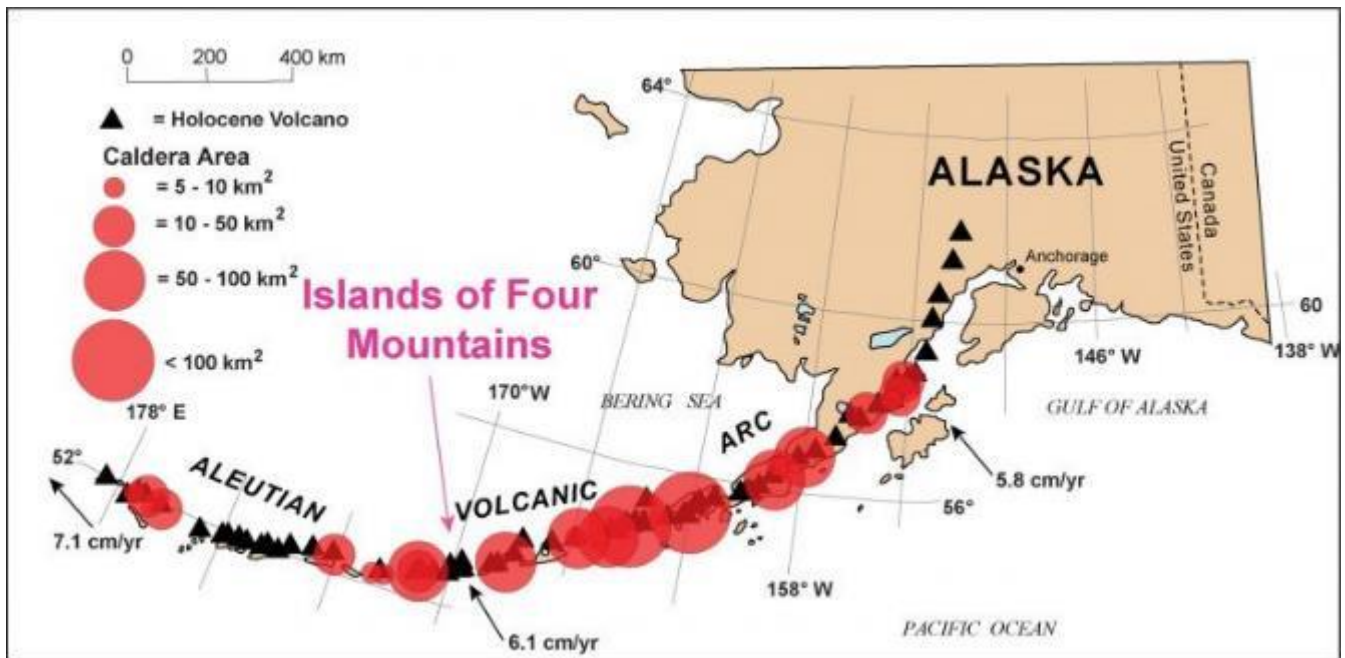 0 200 400 km
= Holocene Volcano
Caldera Area
= 5 - 10 km²
= 10 - 50 km²
= 50 - 100 km²
< 100 km²
178° E
52°
7.1 cm/yr
ALEUTIAN
Islands of Four
Mountains
170°W
VOLCANIC
6.1 cm/yr
BERING SEA
ARC
64°
60°
ALASKA
Anchorage
United States
Canada
60
138° W
146° W
GULF OF ALASKA
5.8 cm/yr
56°
158° W
PACIFIC OCEAN